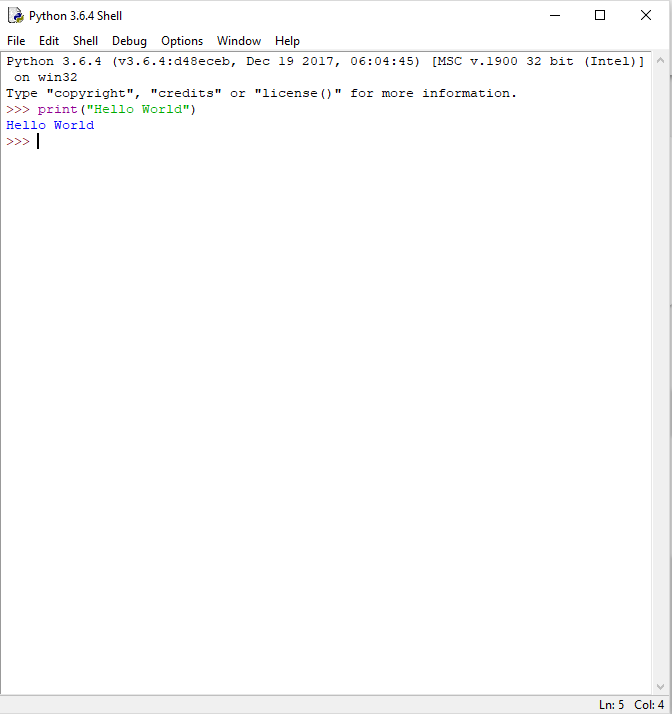 Python 3.6.4 Shell
File Edit Shell Debug Options Window Help
Python 3.6.4 (v3.6.4:d48eceb, Dec 19 2017, 06:04:45) [MSC v.1900 32 bit (Intel)]
 on win32
Type "copyright", "credits" or "license()" for more information.
>>> print("Hello World")
Hello World
>>>
Ln: 5 Col: 4